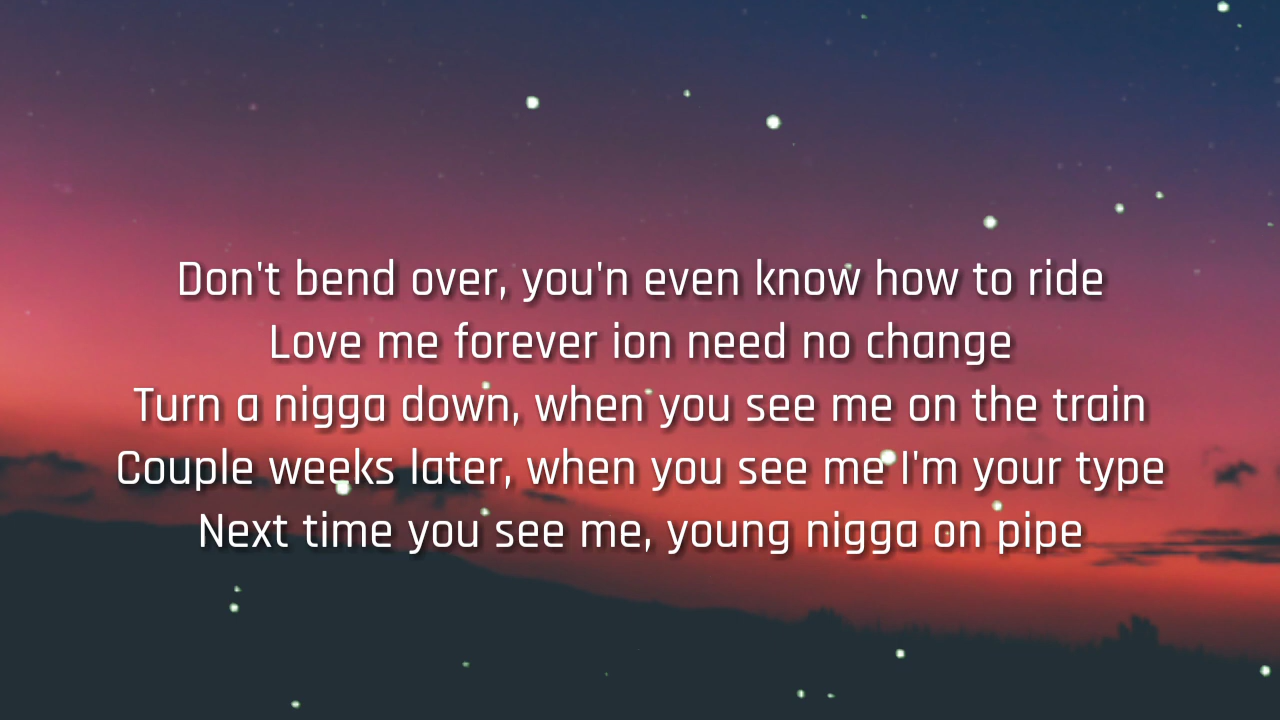 Don't bend over, you'n even know how to ride
Love me forever ion need no change
Turn a nigga down, when you see me on the train
Couple weeks later, when you see me I'm your type
Next time you see me, young nigga on pipe